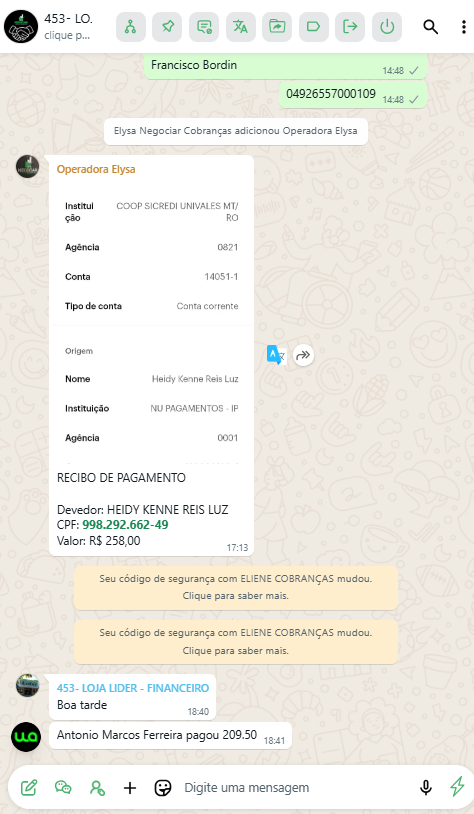 453- LO.
clique p...
Francisco Bordin
14:48
04926557000109
14:48
Elysa Negociar Cobranças adicionou Operadora Elysa
Operadora Elysa
Institui
ção
COOP SICREDI UNIVALES MT/
RO
Agência
0821
Conta
14051-1
Tipo de conta
Conta corrente
Origem
Nome
Heidy Kenne Reis Luz
Instituição
NU PAGAMENTOS - IP
Agência
0001
RECIBO DE PAGAMENTO
Devedor: HEIDY KENNE REIS LUZ
CPF: 998.292.662-49
Valor: R$ 258,00
17:13
Seu código de segurança com ELIENE COBRANÇAS mudou.
Clique para saber mais.
Seu código de segurança com ELIENE COBRANÇAS mudou.
Clique para saber mais.
453- LOJA LIDER - FINANCEIRO
Boa tarde
18:40
Antonio Marcos Ferreira pagou 209.50
18:41
Digite uma mensagem